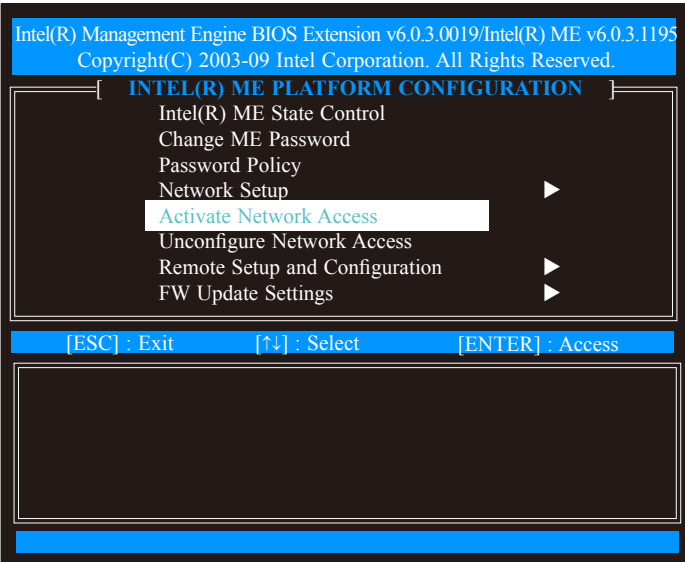 Intel(R) Management Engine BIOS Extension v6.0.3.0019/Intel(R) ME v6.0.3.1195
Copyright(C) 2003-09 Intel Corporation. All Rights Reserved.
[ INTEL(R) ME PLATFORM CONFIGURATION ]
Intel(R) ME State Control
Change ME Password
Password Policy
Network Setup ▶
Activate Network Access
Unconfigure Network Access
Remote Setup and Configuration ▶
FW Update Settings ▶
[ESC] : Exit [↑↓] : Select [ENTER] : Access